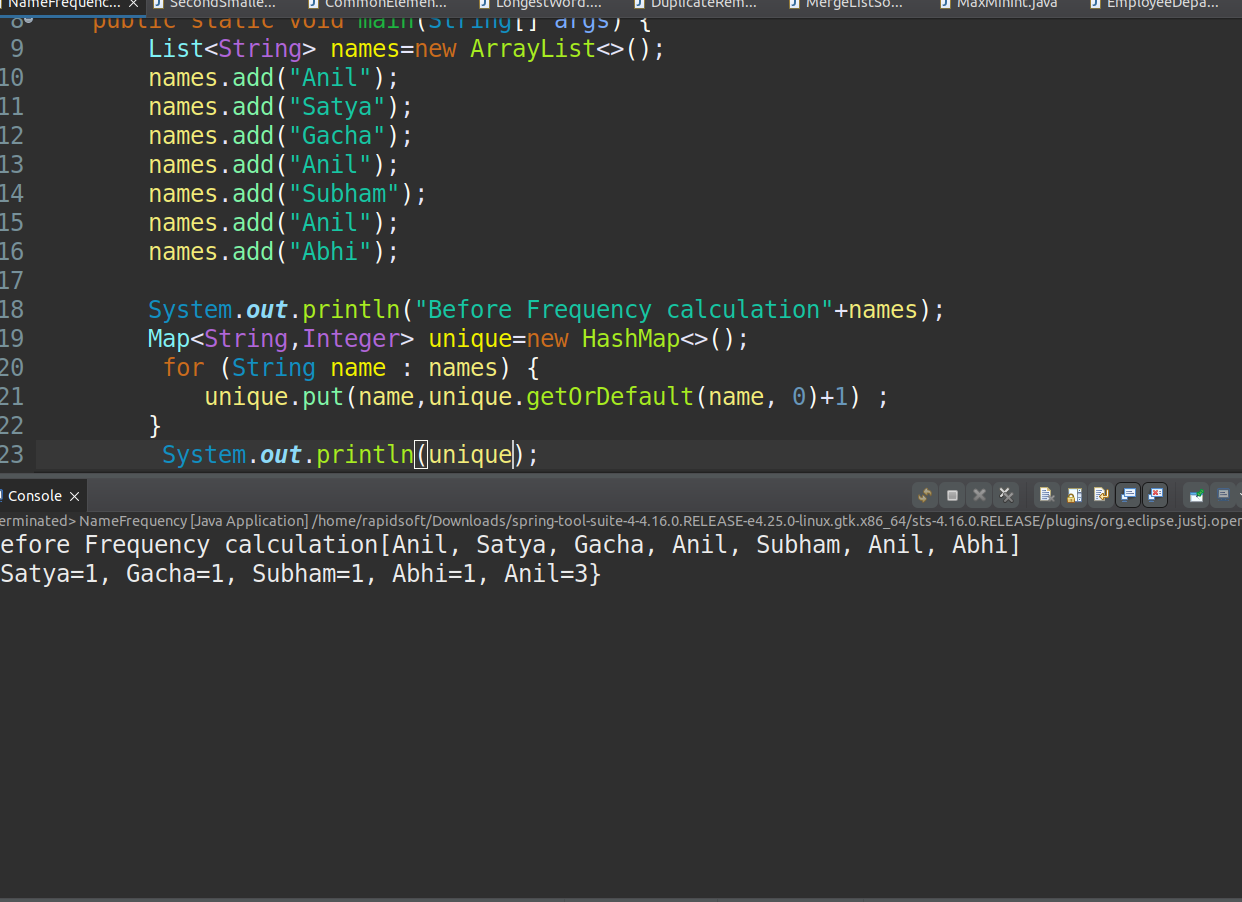 NameFrequenc... SecondSmalle... CommonElemen... LongestWord.... DuplicateRem... MergeListSo... MaxMinInt.java EmployeeDepa...
8 public static void main(String[] args) {
9 List<String> names=new ArrayList<>();
10 names.add("Anil");
11 names.add("Satya");
12 names.add("Gacha");
13 names.add("Anil");
14 names.add("Subham");
15 names.add("Anil");
16 names.add("Abhi");
17
18 System.out.println("Before Frequency calculation"+names);
19 Map<String,Integer> unique=new HashMap<>();
20 for (String name : names) {
21 unique.put(name,unique.getOrDefault(name, 0)+1) ;
22 }
23 System.out.println(unique);
Console
erminated> NameFrequency [Java Application] /home/rapidsoft/Downloads/spring-tool-suite-4-4.16.0.RELEASE-e4.25.0-linux.gtk.x86_64/sts-4.16.0.RELEASE/plugins/org.eclipse.justj.open
efore Frequency calculation[Anil, Satya, Gacha, Anil, Subham, Anil, Abhi]
Satya=1, Gacha=1, Subham=1, Abhi=1, Anil=3}